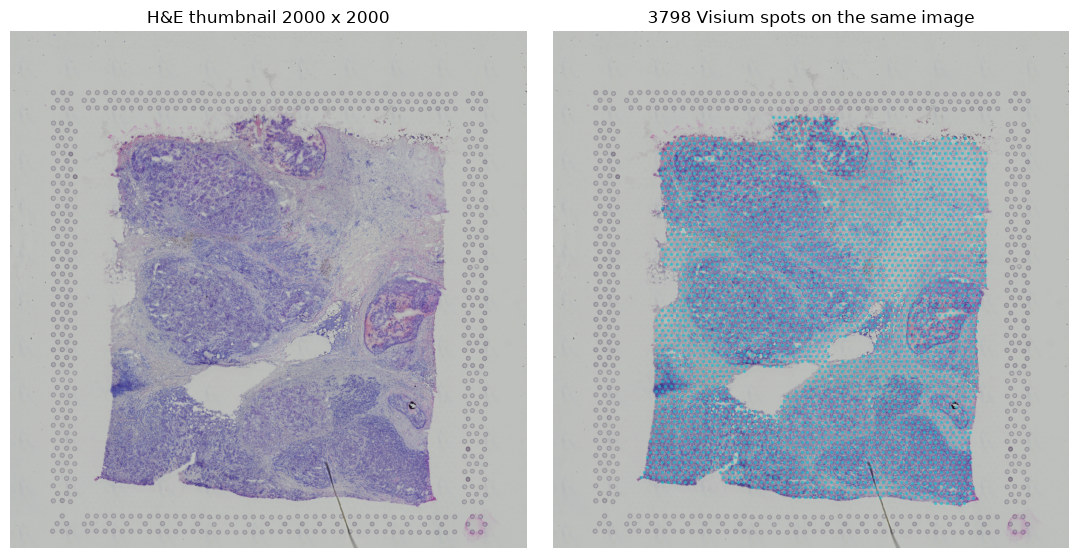 H&E thumbnail 2000 x 2000
3798 Visium spots on the same image